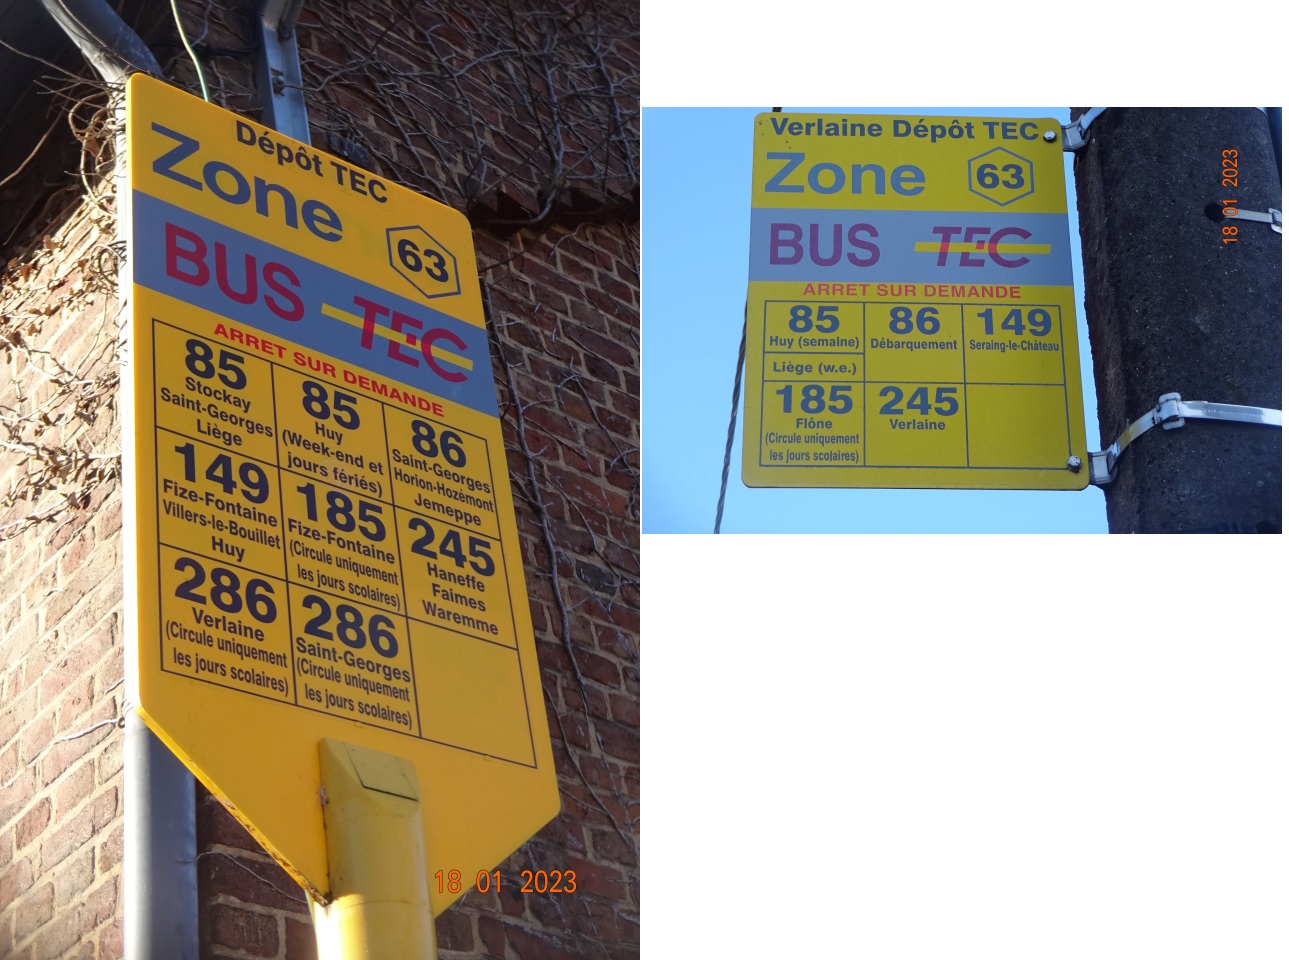 Dépôt TEC
Zone 63
BUS TEC
ARRET SUR DEMANDE
85
Stockay
Saint-Georges
Liège
85
Huy
(Week-end et
jours fériés)
86
Saint-Georges
Horion-Hozémont
Jemeppe
149
Fize-Fontaine
Villers-le-Bouillet
Huy
185
Fize-Fontaine
(Circule uniquement
les jours scolaires)
245
Haneffe
Faimes
Waremme
286
Verlaine
(Circule uniquement
les jours scolaires)
286
Saint-Georges
(Circule uniquement
les jours scolaires)
18 01 2023
Verlaine Dépôt TEC
Zone 63
BUS TEC
ARRET SUR DEMANDE
85
Huy (semaine)
Liège (w.e.)
86
Débarquement
149
Seraing-le-Château
185
Flône
(Circule uniquement
les jours scolaires)
245
Verlaine
18 01 2023